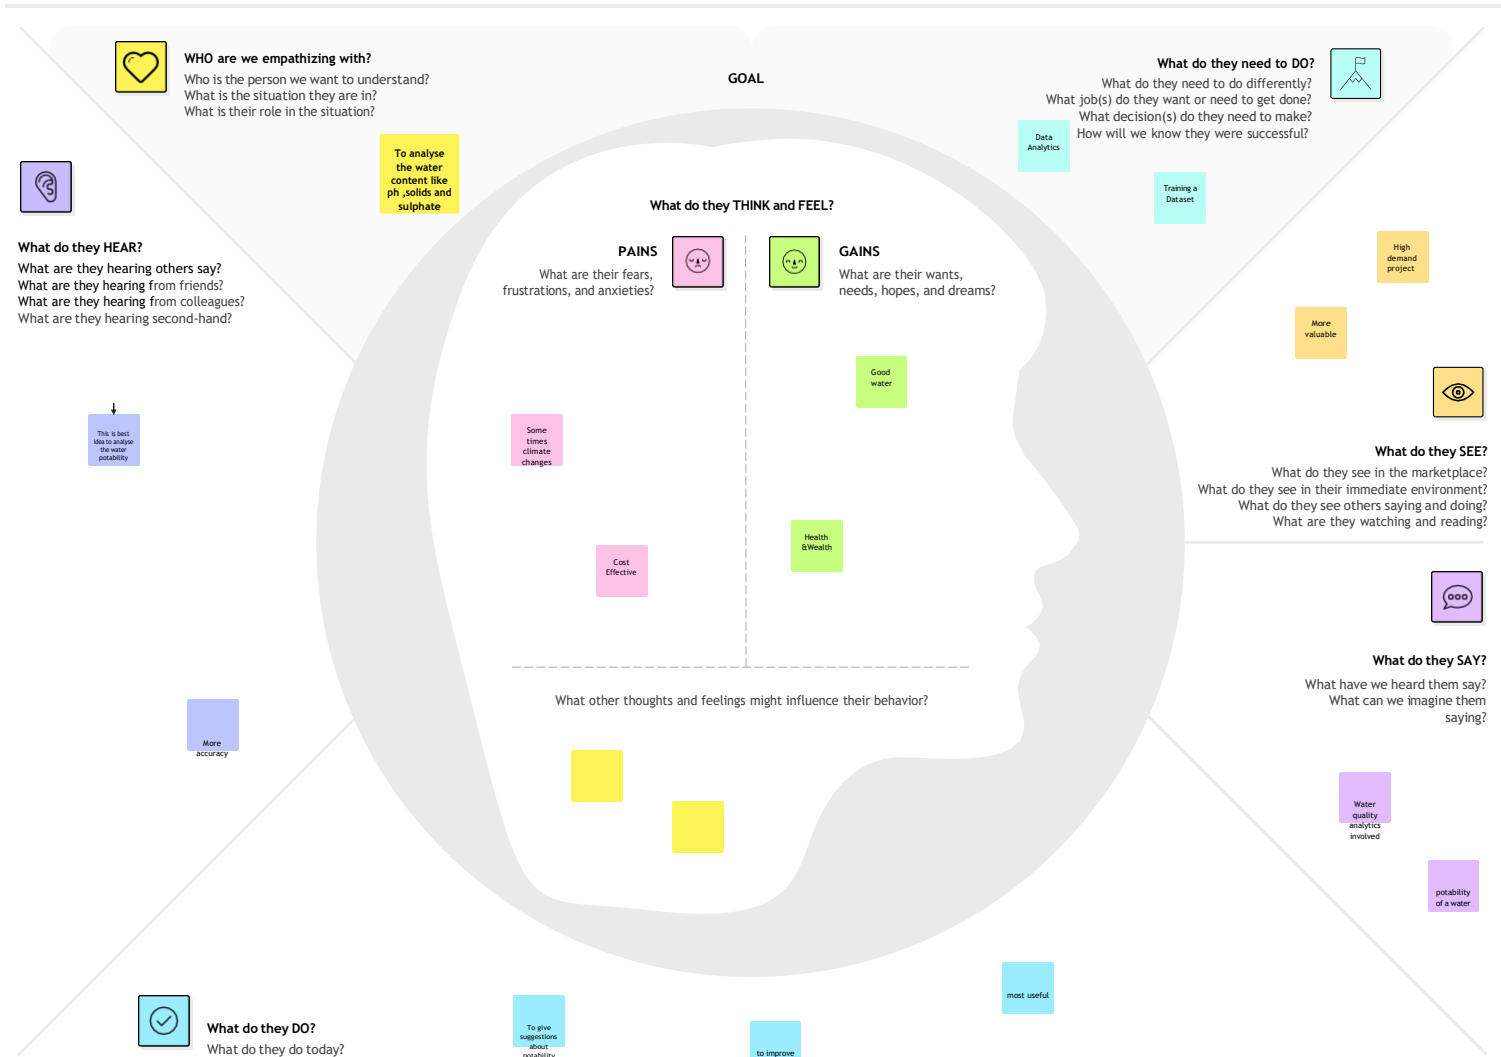 WHO are we empathizing with?
Who is the person we want to understand?
What is the situation they are in?
What is their role in the situation?
To analyse
the water
content like
ph ,solids and
sulphate
GOAL
What do they need to DO?
What do they need to do differently?
What job(s) do they want or need to get done?
What decision(s) do they need to make?
How will we know they were successful?
Data
Analytics
Training a
Dataset
What do they HEAR?
What are they hearing others say?
What are they hearing from friends?
What are they hearing from colleagues?
What are they hearing second-hand?
This is best
idea to analyse
the water
potability
More
accuracy
What do they THINK and FEEL?
PAINS
What are their fears,
frustrations, and anxieties?
Some
times
climate
changes
Cost
Effective
GAINS
What are their wants,
needs, hopes, and dreams?
Good
water
Health
&Wealth
What other thoughts and feelings might influence their behavior?
High
demand
project
More
valuable
What do they SEE?
What do they see in the marketplace?
What do they see in their immediate environment?
What do they see others saying and doing?
What are they watching and reading?
What do they SAY?
What have we heard them say?
What can we imagine them
saying?
Water
quality
analytics
involved
potability
of a water
What do they DO?
What do they do today?
To give
suggestions
about
potability
to improve
most useful